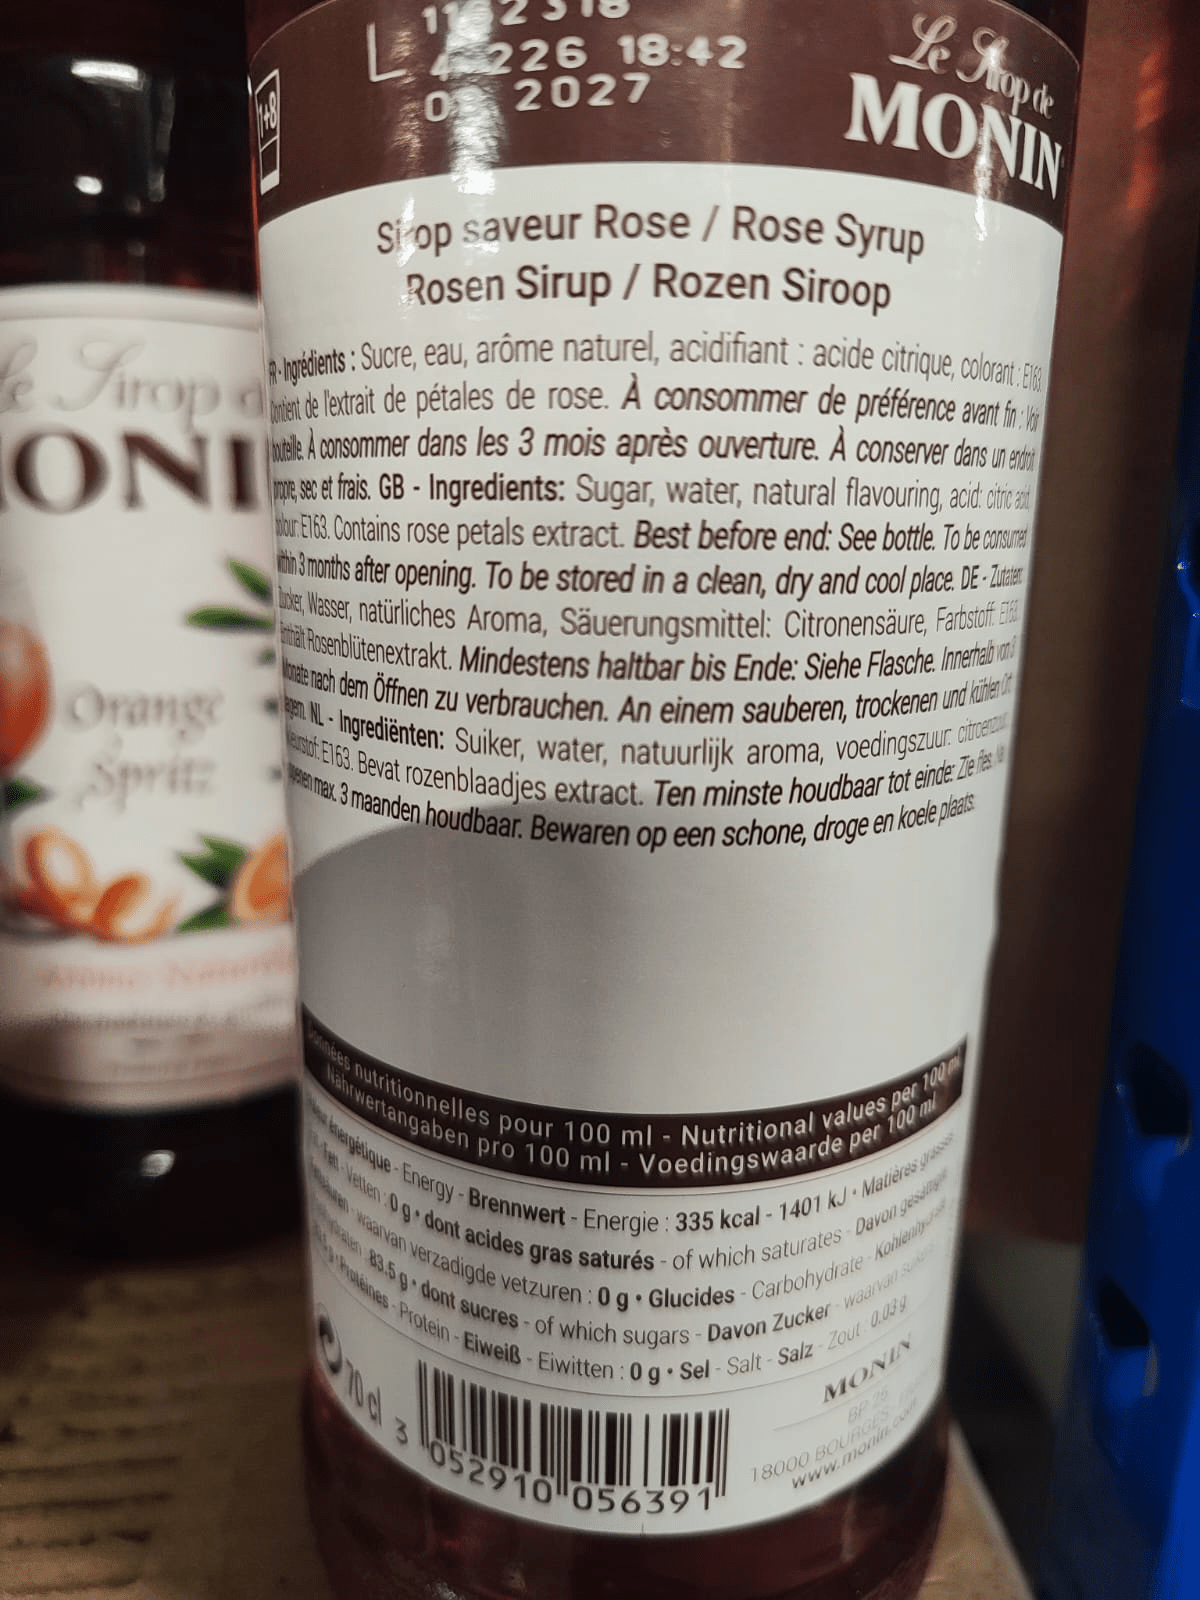 18:42
2027
1+8
Le Sirop de
MONIN
Sirop saveur Rose / Rose Syrup
Rosen Sirup / Rozen Siroop
FR - Ingrédients : Sucre, eau, arôme naturel, acidifiant : acide citrique, colorant : E163.
Contient de l'extrait de pétales de rose. À consommer de préférence avant fin : Voir
bouteille. À consommer dans les 3 mois après ouverture. À conserver dans un endroit
propre, sec et frais. GB - Ingredients: Sugar, water, natural flavouring, acid: citric acid,
colour: E163. Contains rose petals extract. Best before end: See bottle. To be consumed
within 3 months after opening. To be stored in a clean, dry and cool place. DE - Zutaten:
Zucker, Wasser, natürliches Aroma, Säuerungsmittel: Citronensäure, Farbstoff: E163.
Enthält Rosenblütenextrakt. Mindestens haltbar bis Ende: Siehe Flasche. Innerhalb von 3
Monate nach dem Öffnen zu verbrauchen. An einem sauberen, trockenen und kühlen Ort
lagern. NL - Ingrediënten: Suiker, water, natuurlijk aroma, voedingszuur: citroenzuur,
kleurstof: E163. Bevat rozenblaadjes extract. Ten minste houdbaar tot einde: Zie fles. Na
openen max. 3 maanden houdbaar. Bewaren op een schone, droge en koele plaats.
Données nutritionnelles pour 100 ml - Nutritional values per 100 ml
Nährwertangaben pro 100 ml - Voedingswaarde per 100 ml
énergétique - Energy - Brennwert - Energie : 335 kcal - 1401 kJ • Matières grasses
Fett - Vetten : 0 g • dont acides gras saturés - of which saturates - Davon gesättigte
waarvan verzadigde vetzuren : 0 g • Glucides - Carbohydrate - Kohlenhydrate
83.5 g • dont sucres - of which sugars - Davon Zucker - waarvan suikers
Protéines - Protein - Eiweiß - Eiwitten : 0 g • Sel - Salt - Salz - Zout : 0.03 g
70 cl
3 052910 056391
MONIN
BP 25
18000 BOURGES
www.monin.com
Le Sirop d
ONI
Orange
Spritz